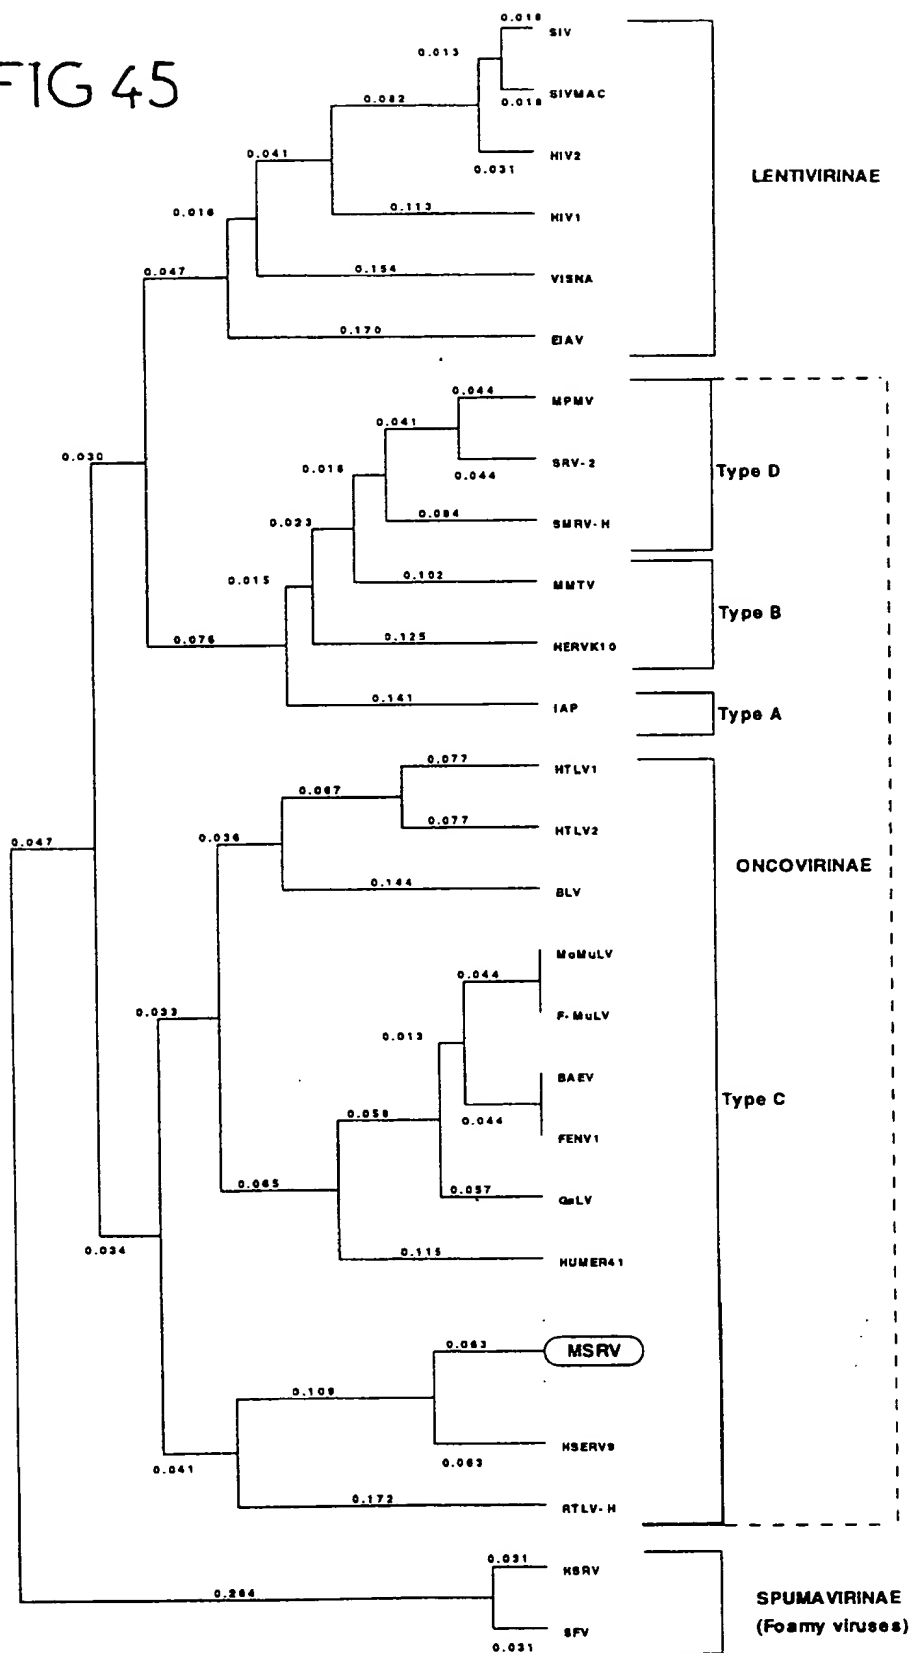 FIG 45
0.018
SIV
0.013
SIVMAC
0.018
0.082
HIV2
0.031
0.041
0.113
HIV1
0.016
0.154
VISNA
0.047
0.170
EIAV
LENTIVIRINAE
0.044
MPMV
0.041
SRV-2
0.044
0.030
0.016
Type D
0.084
SMRV-H
0.023
0.102
MMTV
0.015
Type B
0.125
HERVK10
0.076
0.141
IAP
Type A
0.077
HTLV1
0.067
0.077
HTLV2
0.036
0.047
ONCOVIRINAE
0.144
BLV
MoMuLV
0.044
0.033
F-MuLV
0.013
BAEV
Type C
0.058
0.044
FENV1
0.065
0.057
GaLV
0.034
0.115
HUMER41
0.063
MSRV
0.109
HSERV9
0.063
0.041
0.172
RTLV-H
0.031
HSRV
0.264
SPUMAVIRINAE
(Foamy viruses)
SFV
0.031